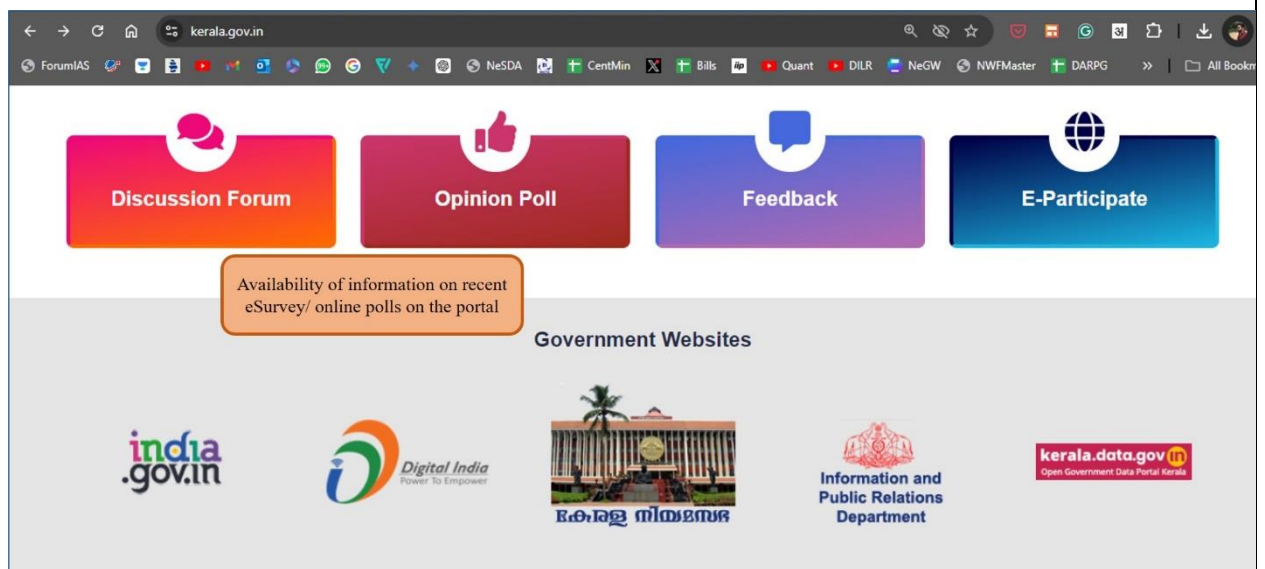 kerala.gov.in
ForumIAS NeSDA CentMin Bills iip Quant DILR NeGW NWFMaster DARPG » All Bookm
Discussion Forum
Opinion Poll
Feedback
E-Participate
Availability of information on recent
eSurvey/ online polls on the portal
Government Websites
india
.gov.in
Digital India
Power To Empower
കേരള നിയമസഭ
Information and
Public Relations
Department
kerala.data.gov in
Open Government Data Portal Kerala